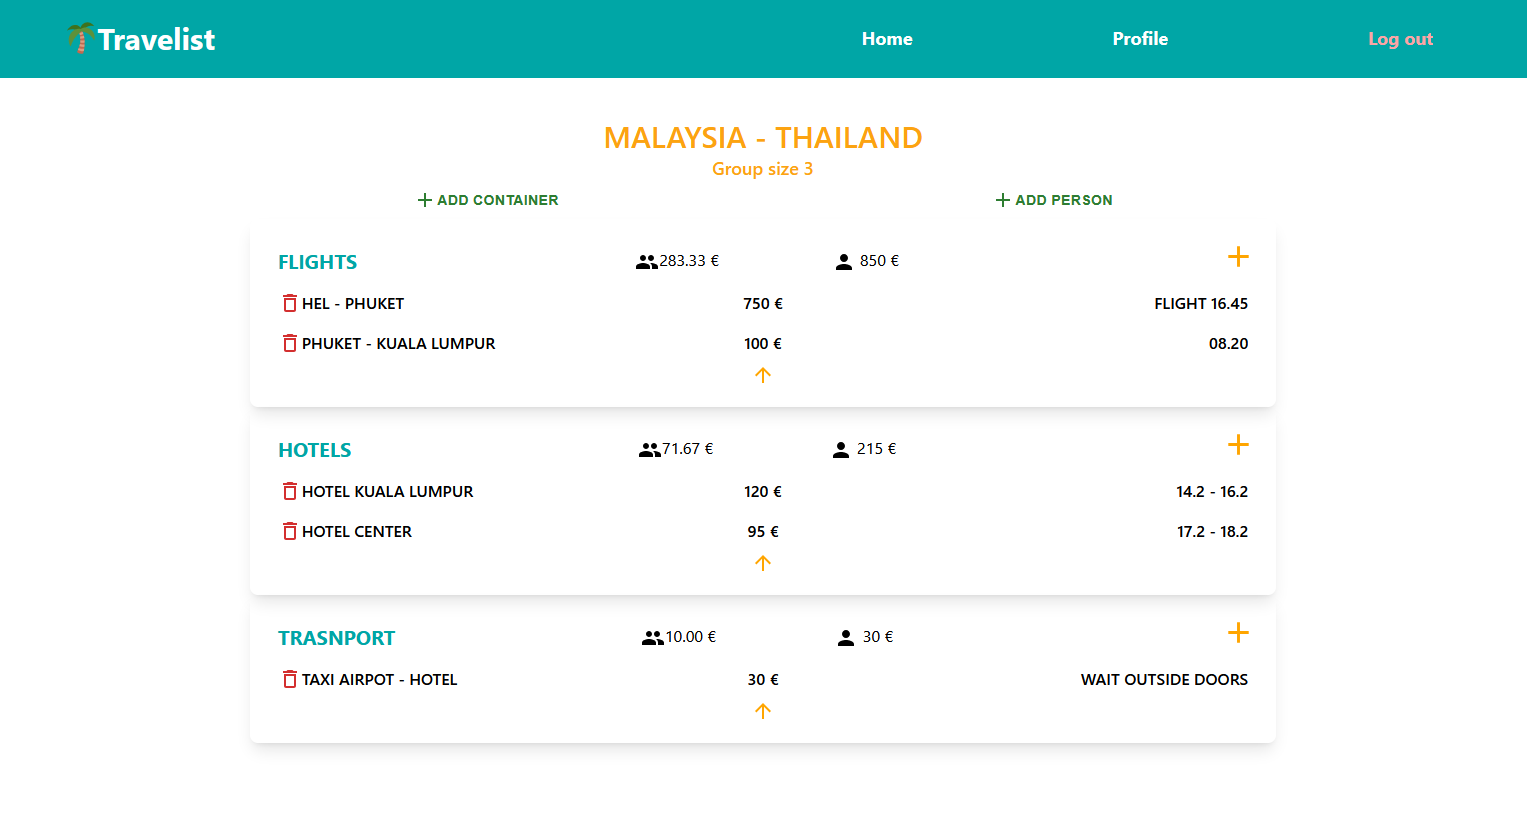 Travelist Home Profile Log out
MALAYSIA - THAILAND
Group size 3
ADD CONTAINER ADD PERSON
FLIGHTS 283.33 € 850 €
HEL - PHUKET 750 € FLIGHT 16.45
PHUKET - KUALA LUMPUR 100 € 08.20
HOTELS 71.67 € 215 €
HOTEL KUALA LUMPUR 120 € 14.2 - 16.2
HOTEL CENTER 95 € 17.2 - 18.2
TRASNPORT 10.00 € 30 €
TAXI AIRPOT - HOTEL 30 € WAIT OUTSIDE DOORS